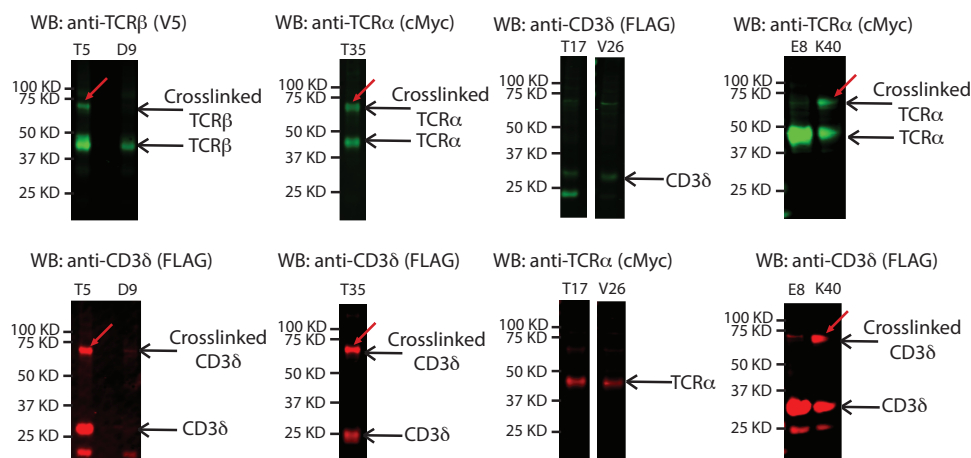 WB: anti-TCRβ (V5)
T5 D9
100 KD
75 KD
50 KD
37 KD
25 KD
Crosslinked
TCRβ
TCRβ
WB: anti-TCRα (cMyc)
T35
100 KD
75 KD
50 KD
37 KD
25 KD
Crosslinked
TCRα
TCRα
WB: anti-CD3δ (FLAG)
T17 V26
100 KD
75 KD
50 KD
37 KD
25 KD
CD3δ
WB: anti-TCRα (cMyc)
E8 K40
100 KD
75 KD
50 KD
37 KD
25 KD
Crosslinked
TCRα
TCRα
WB: anti-CD3δ (FLAG)
T5 D9
100 KD
75 KD
50 KD
37 KD
25 KD
Crosslinked
CD3δ
CD3δ
WB: anti-CD3δ (FLAG)
T35
100 KD
75 KD
50 KD
37 KD
25 KD
Crosslinked
CD3δ
CD3δ
WB: anti-TCRα (cMyc)
T17 V26
100 KD
75 KD
50 KD
37 KD
25 KD
TCRα
WB: anti-CD3δ (FLAG)
E8 K40
100 KD
75 KD
50 KD
37 KD
25 KD
Crosslinked
CD3δ
CD3δ